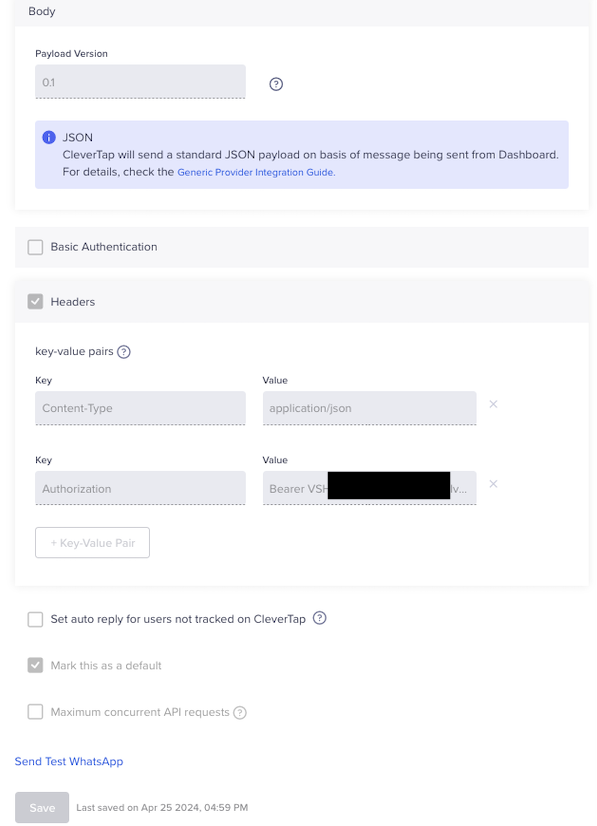 Body
Payload Version
0.1
JSON
CleverTap will send a standard JSON payload on basis of message being sent from Dashboard.
For details, check the Generic Provider Integration Guide.
Basic Authentication
Headers
key-value pairs
Key Value
Content-Type application/json
Key Value
Authorization Bearer VSH lv...
+ Key-Value Pair
Set auto reply for users not tracked on CleverTap
Mark this as a default
Maximum concurrent API requests
Send Test WhatsApp
Save Last saved on Apr 25 2024, 04:59 PM